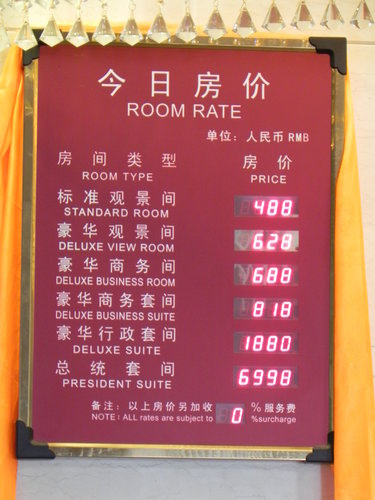 今日房价
ROOM RATE
单位：人民币 RMB
房间类型 房价
ROOM TYPE PRICE
标准观景间 488
STANDARD ROOM
豪华观景间 628
DELUXE VIEW ROOM
豪华商务间 688
DELUXE BUSINESS ROOM
豪华商务套间 818
DELUXE BUSINESS SUITE
豪华行政套间 1880
DELUXE SUITE
总统套间 6998
PRESIDENT SUITE
备注：以上房价另加收 0 %服务费
NOTE：ALL rates are subject to %surcharge